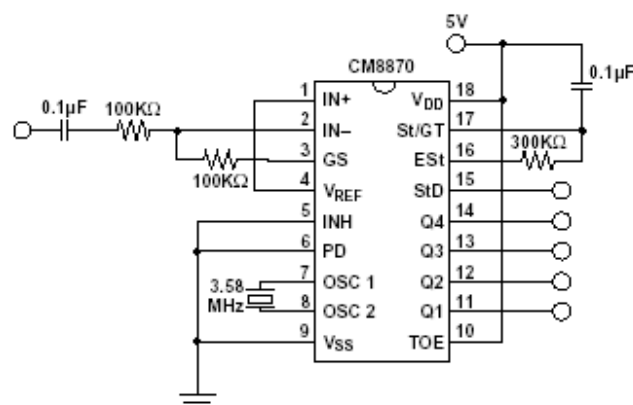 5V
CM8870
0.1µF
0.1µF
100KΩ
100KΩ
300KΩ
1 IN+
2 IN–
3 GS
4 VREF
5 INH
6 PD
7 OSC 1
8 OSC 2
9 VSS
3.58
MHz
VDD 18
St/GT 17
ESt 16
StD 15
Q4 14
Q3 13
Q2 12
Q1 11
TOE 10